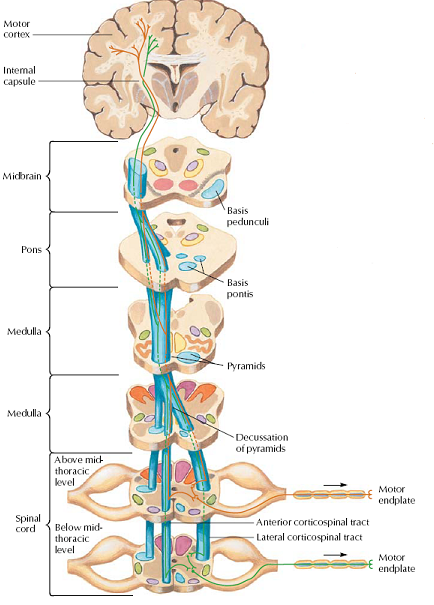 Motor
cortex
Internal
capsule
Midbrain
Basis
pedunculi
Pons
Basis
pontis
Medulla
Pyramids
Medulla
Decussation
of pyramids
Above mid-
thoracic
level
Motor
endplate
Spinal
cord
Anterior corticospinal tract
Below mid-
thoracic
level
Lateral corticospinal tract
Motor
endplate